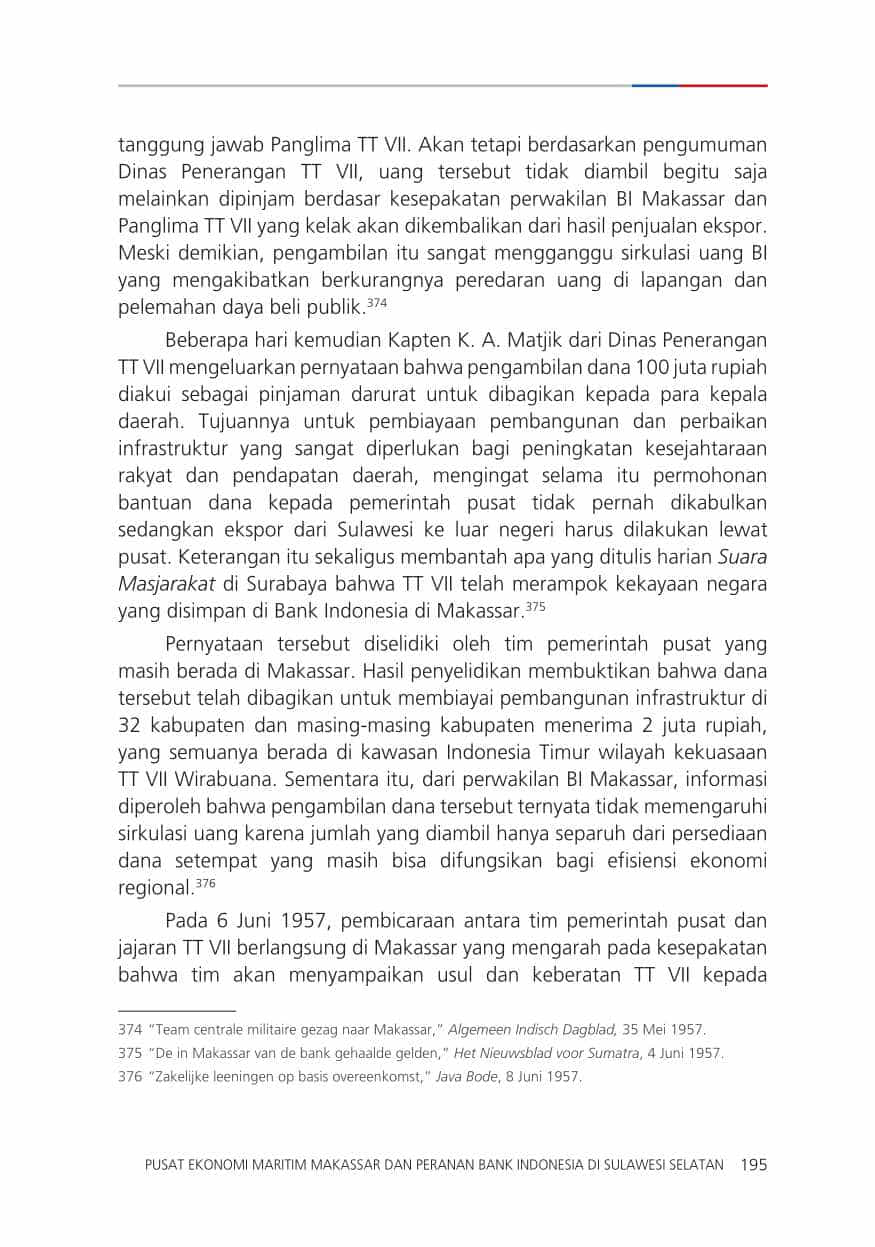 tanggung jawab Panglima TT VII. Akan tetapi berdasarkan pengumuman
Dinas Penerangan TT VII, uang tersebut tidak diambil begitu saja
melainkan dipinjam berdasar kesepakatan perwakilan BI Makassar dan
Panglima TT VII yang kelak akan dikembalikan dari hasil penjualan ekspor.
Meski demikian, pengambilan itu sangat mengganggu sirkulasi uang BI
yang mengakibatkan berkurangnya peredaran uang di lapangan dan
pelemahan daya beli publik.374
Beberapa hari kemudian Kapten K. A. Matjik dari Dinas Penerangan
TT VII mengeluarkan pernyataan bahwa pengambilan dana 100 juta rupiah
diakui sebagai pinjaman darurat untuk dibagikan kepada para kepala
daerah. Tujuannya untuk pembiayaan pembangunan dan perbaikan
infrastruktur yang sangat diperlukan bagi peningkatan kesejahtaraan
rakyat dan pendapatan daerah, mengingat selama itu permohonan
bantuan dana kepada pemerintah pusat tidak pernah dikabulkan
sedangkan ekspor dari Sulawesi ke luar negeri harus dilakukan lewat
pusat. Keterangan itu sekaligus membantah apa yang ditulis harian Suara
Masjarakat di Surabaya bahwa TT VII telah merampok kekayaan negara
yang disimpan di Bank Indonesia di Makassar.375
Pernyataan tersebut diselidiki oleh tim pemerintah pusat yang
masih berada di Makassar. Hasil penyelidikan membuktikan bahwa dana
tersebut telah dibagikan untuk membiayai pembangunan infrastruktur di
32 kabupaten dan masing-masing kabupaten menerima 2 juta rupiah,
yang semuanya berada di kawasan Indonesia Timur wilayah kekuasaan
TT VII Wirabuana. Sementara itu, dari perwakilan BI Makassar, informasi
diperoleh bahwa pengambilan dana tersebut ternyata tidak memengaruhi
sirkulasi uang karena jumlah yang diambil hanya separuh dari persediaan
dana setempat yang masih bisa difungsikan bagi efisiensi ekonomi
regional.376
Pada 6 Juni 1957, pembicaraan antara tim pemerintah pusat dan
jajaran TT VII berlangsung di Makassar yang mengarah pada kesepakatan
bahwa tim akan menyampaikan usul dan keberatan TT VII kepada
374 “Team centrale militaire gezag naar Makassar,” Algemeen Indisch Dagblad, 35 Mei 1957.
375 “De in Makassar van de bank gehaalde gelden,” Het Nieuwsblad voor Sumatra, 4 Juni 1957.
376 “Zakelijke leeningen op basis overeenkomst,” Java Bode, 8 Juni 1957.
PUSAT EKONOMI MARITIM MAKASSAR DAN PERANAN BANK INDONESIA DI SULAWESI SELATAN 195